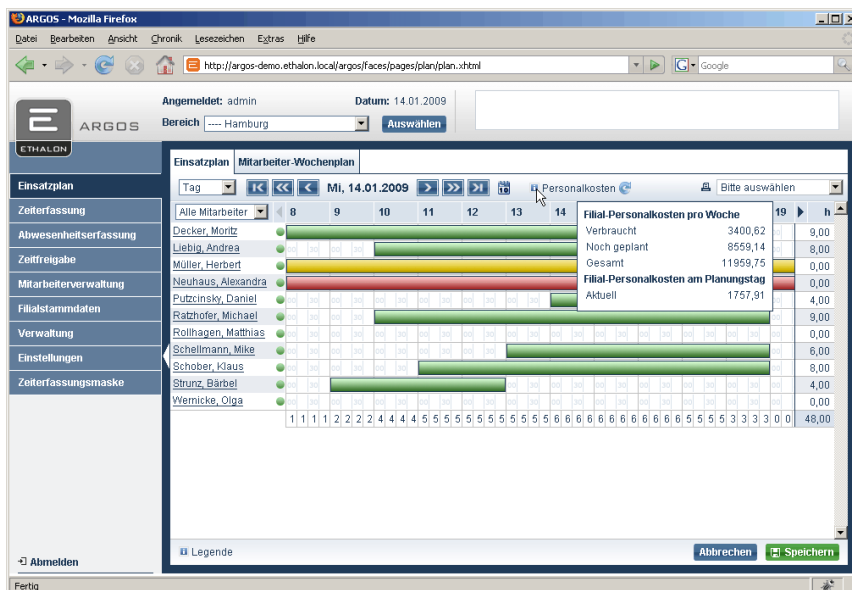 ARGOS - Mozilla Firefox
Datei Bearbeiten Ansicht Chronik Lesezeichen Extras Hilfe
http://argos-demo.ethalon.local/argos/faces/pages/plan/plan.xhtml
G Google
Angemeldet: admin Datum: 14.01.2009
Bereich ---- Hamburg Auswählen
E ARGOS
ETHALON
Einsatzplan Mitarbeiter-Wochenplan
Einsatzplan
Zeiterfassung
Abwesenheitserfassung
Zeitfreigabe
Mitarbeiterverwaltung
Filialstammdaten
Verwaltung
Einstellungen
Zeiterfassungsmaske
Abmelden
Tag Mi, 14.01.2009 10 Personalkosten Bitte auswählen
Alle Mitarbeiter 8 9 10 11 12 13 14 19 h
Decker, Moritz 9,00
Liebig, Andrea 8,00
Müller, Herbert 0,00
Neuhaus, Alexandra 0,00
Putzcinsky, Daniel 4,00
Ratzhofer, Michael 9,00
Rollhagen, Matthias 0,00
Schellmann, Mike 6,00
Schober, Klaus 8,00
Strunz, Bärbel 4,00
Wernicke, Olga 0,00
1 1 1 1 2 2 2 2 4 4 4 4 5 5 5 5 5 5 5 5 5 5 5 5 6 6 6 6 6 6 6 6 6 6 6 6 5 5 5 5 3 3 3 3 0 0 48,00
Filial-Personalkosten pro Woche
Verbraucht 3400,62
Noch geplant 8559,14
Gesamt 11959,75
Filial-Personalkosten am Planungstag
Aktuell 1757,91
Legende Abbrechen Speichern
Fertig